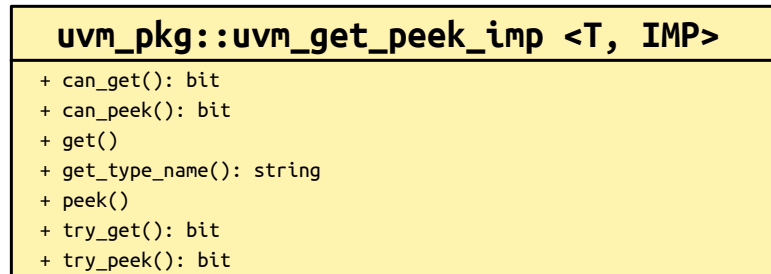 uvm_pkg::uvm_get_peek_imp <T, IMP>
+ can_get(): bit
+ can_peek(): bit
+ get()
+ get_type_name(): string
+ peek()
+ try_get(): bit
+ try_peek(): bit